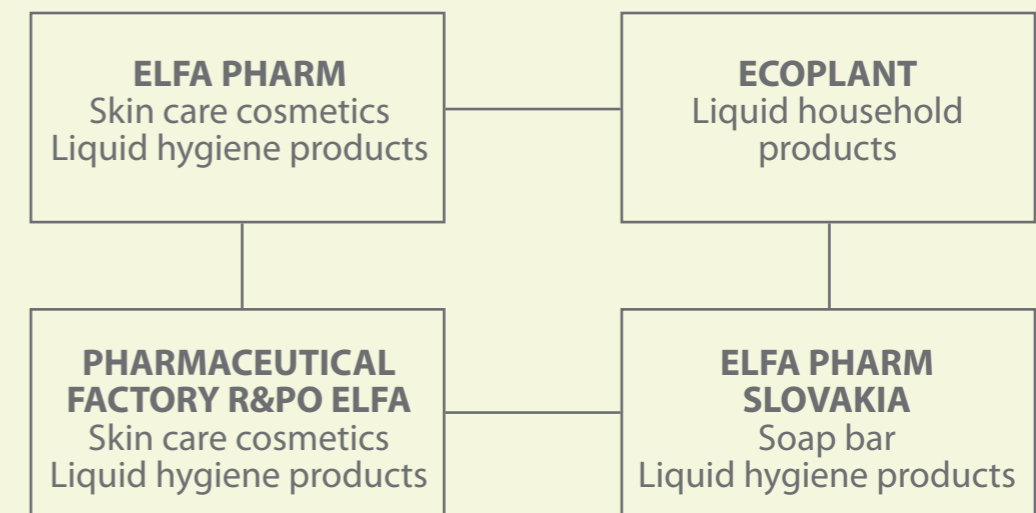 ELFA PHARM
Skin care cosmetics
Liquid hygiene products
ECOPLANT
Liquid household
products
PHARMACEUTICAL
FACTORY R&PO ELFA
Skin care cosmetics
Liquid hygiene products
ELFA PHARM
SLOVAKIA
Soap bar
Liquid hygiene products